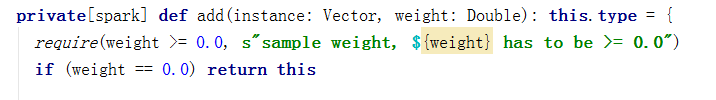 private[spark] def add(instance: Vector, weight: Double): this.type = {
require(weight >= 0.0, s"sample weight, ${weight} has to be >= 0.0")
if (weight == 0.0) return this